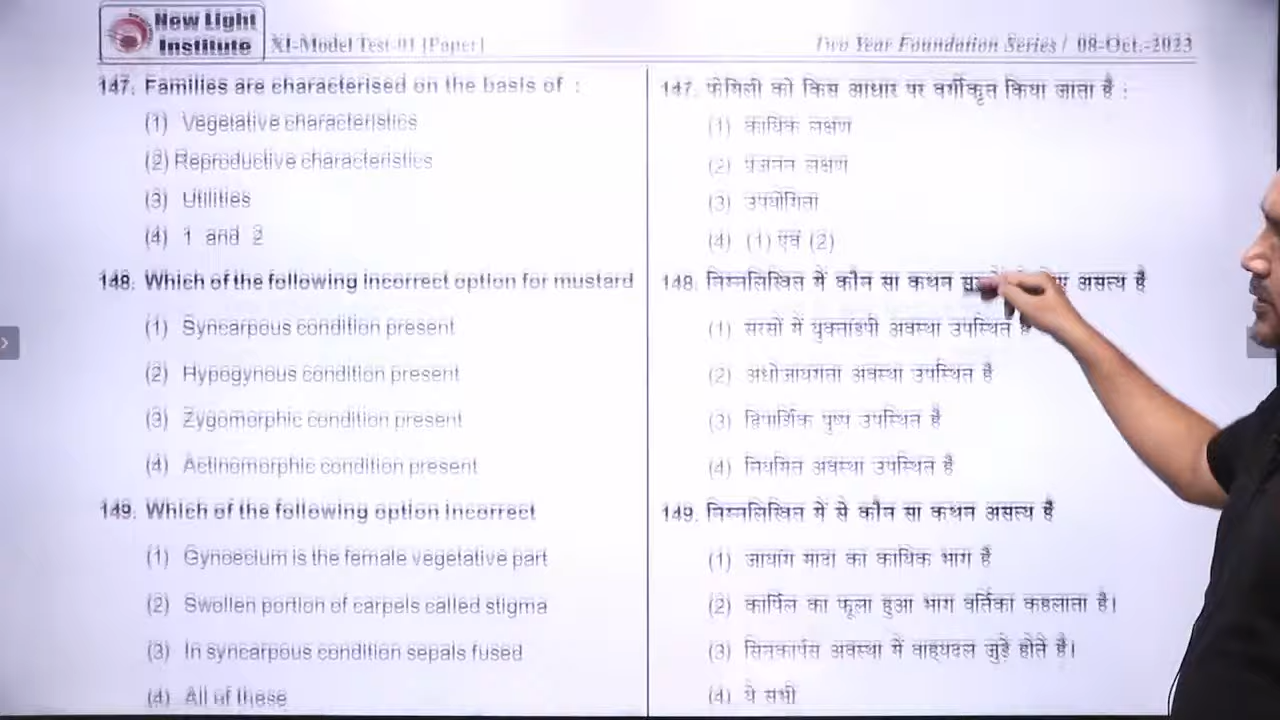 New Light
Institute
XI-Model Test-01 [Paper]
Two Year Foundation Series / 08-Oct.-2023
147. Families are characterised on the basis of :
(1) Vegetative characteristics
(2) Reproductive characteristics
(3) Utilities
(4) 1 and 2
148. Which of the following incorrect option for mustard
(1) Syncarpous condition present
(2) Hypogynous condition present
(3) Zygomorphic condition present
(4) Actinomorphic condition present
149. Which of the following option incorrect
(1) Gynoecium is the female vegetative part
(2) Swollen portion of carpels called stigma
(3) In syncarpous condition sepals fused
(4) All of these
147. फेमिली को किस आधार पर वर्गीकृत किया जाता है :
(1) कायिक लक्षण
(2) प्रजनन लक्षण
(3) उपयोगिता
(4) (1) एवं (2)
148. निम्नलिखित में कौन सा कथन असत्य है
(1) सरसों में युक्तांडपी अवस्था उपस्थित है
(2) अधोजायगता अवस्था उपस्थित है
(3) द्विपार्शिक पुष्प उपस्थित है
(4) नियमित अवस्था उपस्थित है
149. निम्नलिखित में से कौन सा कथन असत्य है
(1) जायांग मादा का कायिक भाग है
(2) कार्पिल का फूला हुआ भाग वर्तिका कहलाता है।
(3) सिनकार्पस अवस्था में वाह्यदल जुड़े होते है।
(4) ये सभी